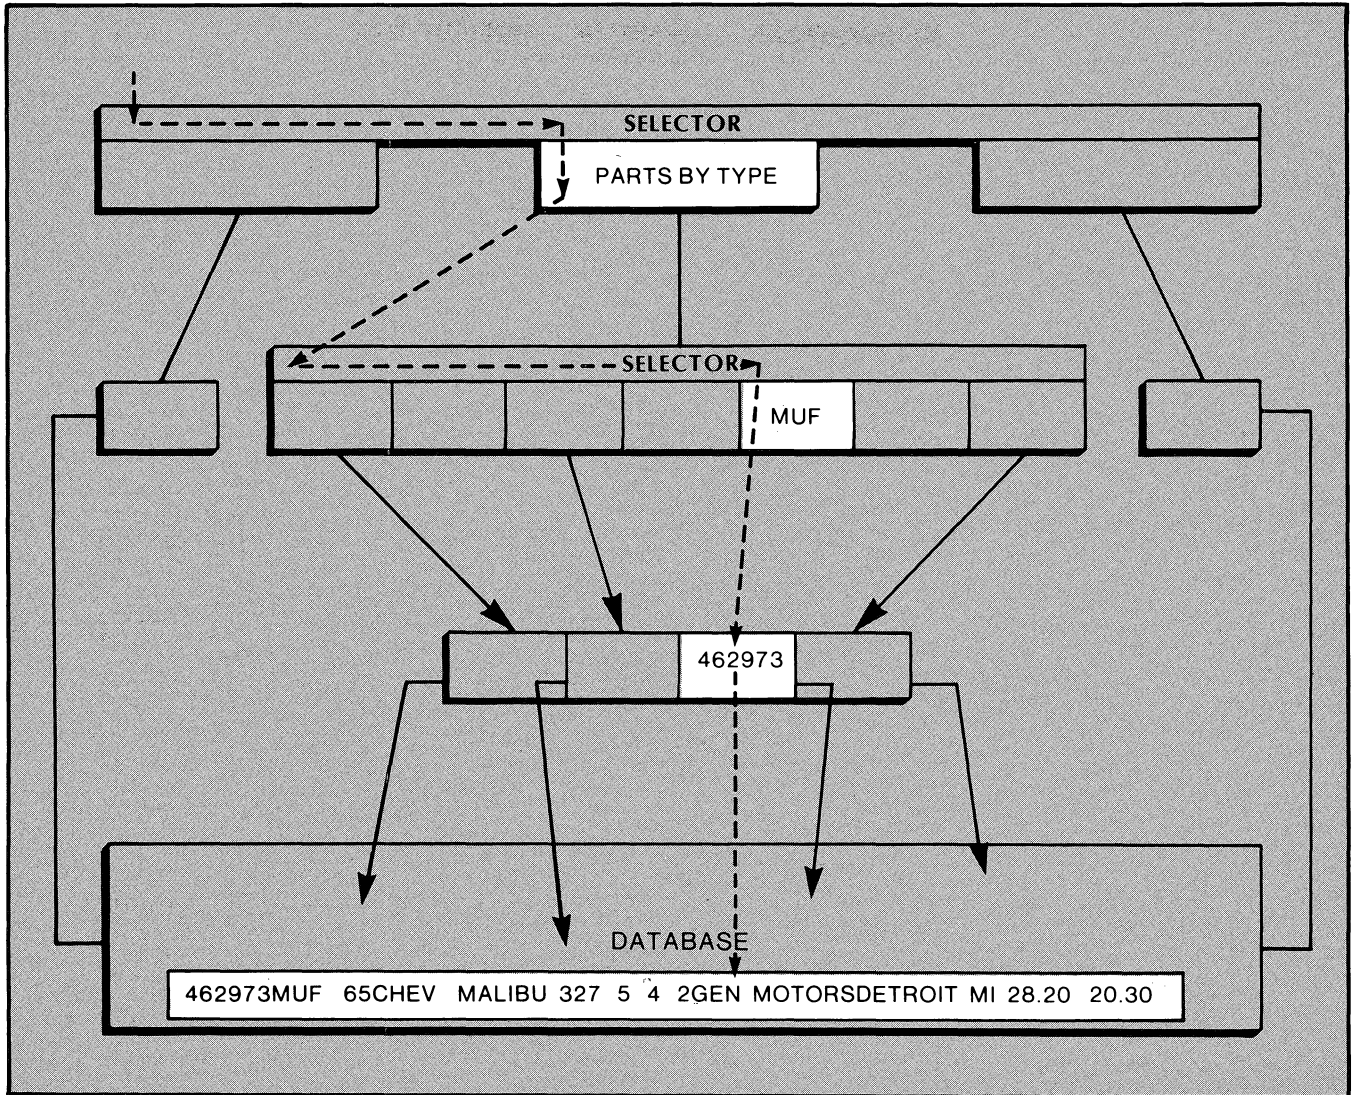 SELECTOR
PARTS BY TYPE
SELECTOR
MUF
462973
DATABASE
462973MUF 65CHEV MALIBU 327 5 4 2GEN MOTORSDETROIT MI 28.20 20.30